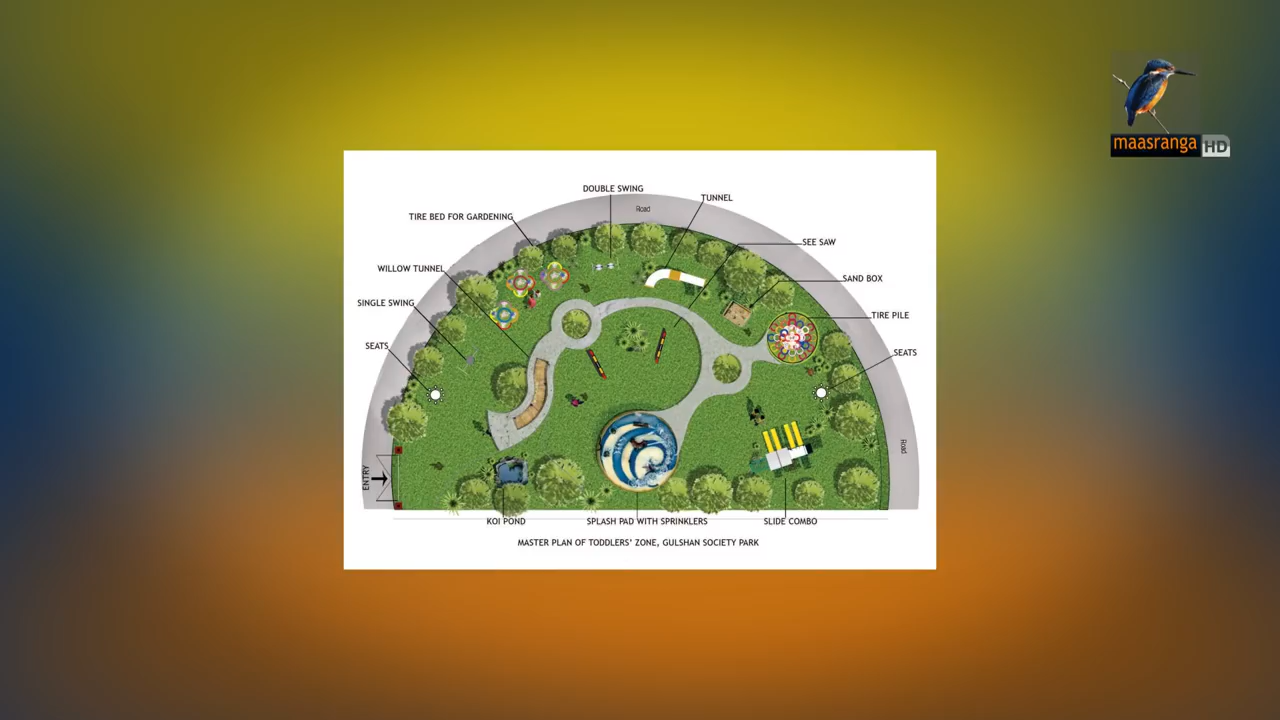 maasranga HD
DOUBLE SWING
TUNNEL
Road
TIRE BED FOR GARDENING
SEE SAW
WILLOW TUNNEL
SAND BOX
SINGLE SWING
TIRE PILE
SEATS
SEATS
Road
ENTRY
KOI POND
SPLASH PAD WITH SPRINKLERS
SLIDE COMBO
MASTER PLAN OF TODDLERS' ZONE, GULSHAN SOCIETY PARK